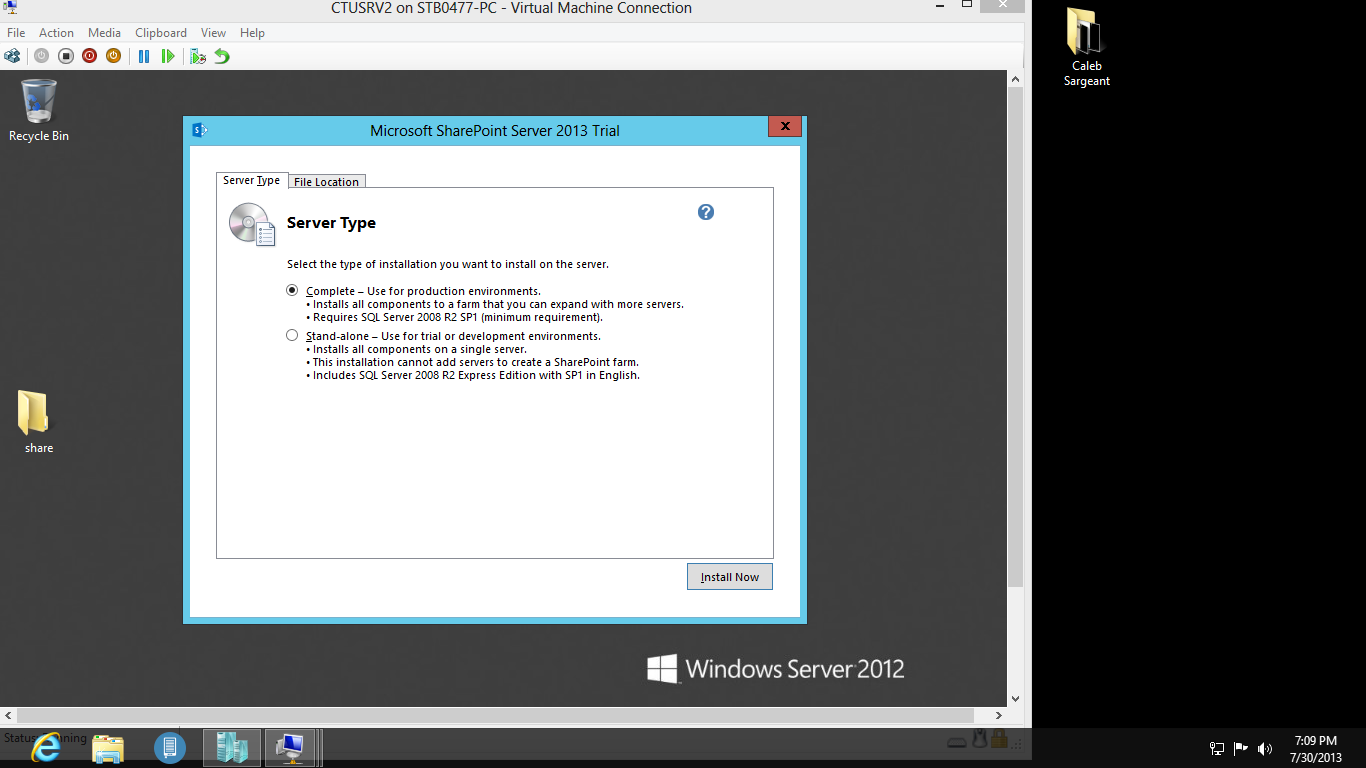 CTUSRV2 on STB0477-PC - Virtual Machine Connection
File Action Media Clipboard View Help
Recycle Bin
Caleb
Sargeant
Microsoft SharePoint Server 2013 Trial
Server Type
File Location
Server Type
Select the type of installation you want to install on the server.
Complete – Use for production environments.
• Installs all components to a farm that you can expand with more servers.
• Requires SQL Server 2008 R2 SP1 (minimum requirement).
Stand-alone – Use for trial or development environments.
• Installs all components on a single server.
• This installation cannot add servers to create a SharePoint farm.
• Includes SQL Server 2008 R2 Express Edition with SP1 in English.
share
Install Now
Windows Server 2012
7:09 PM
7/30/2013